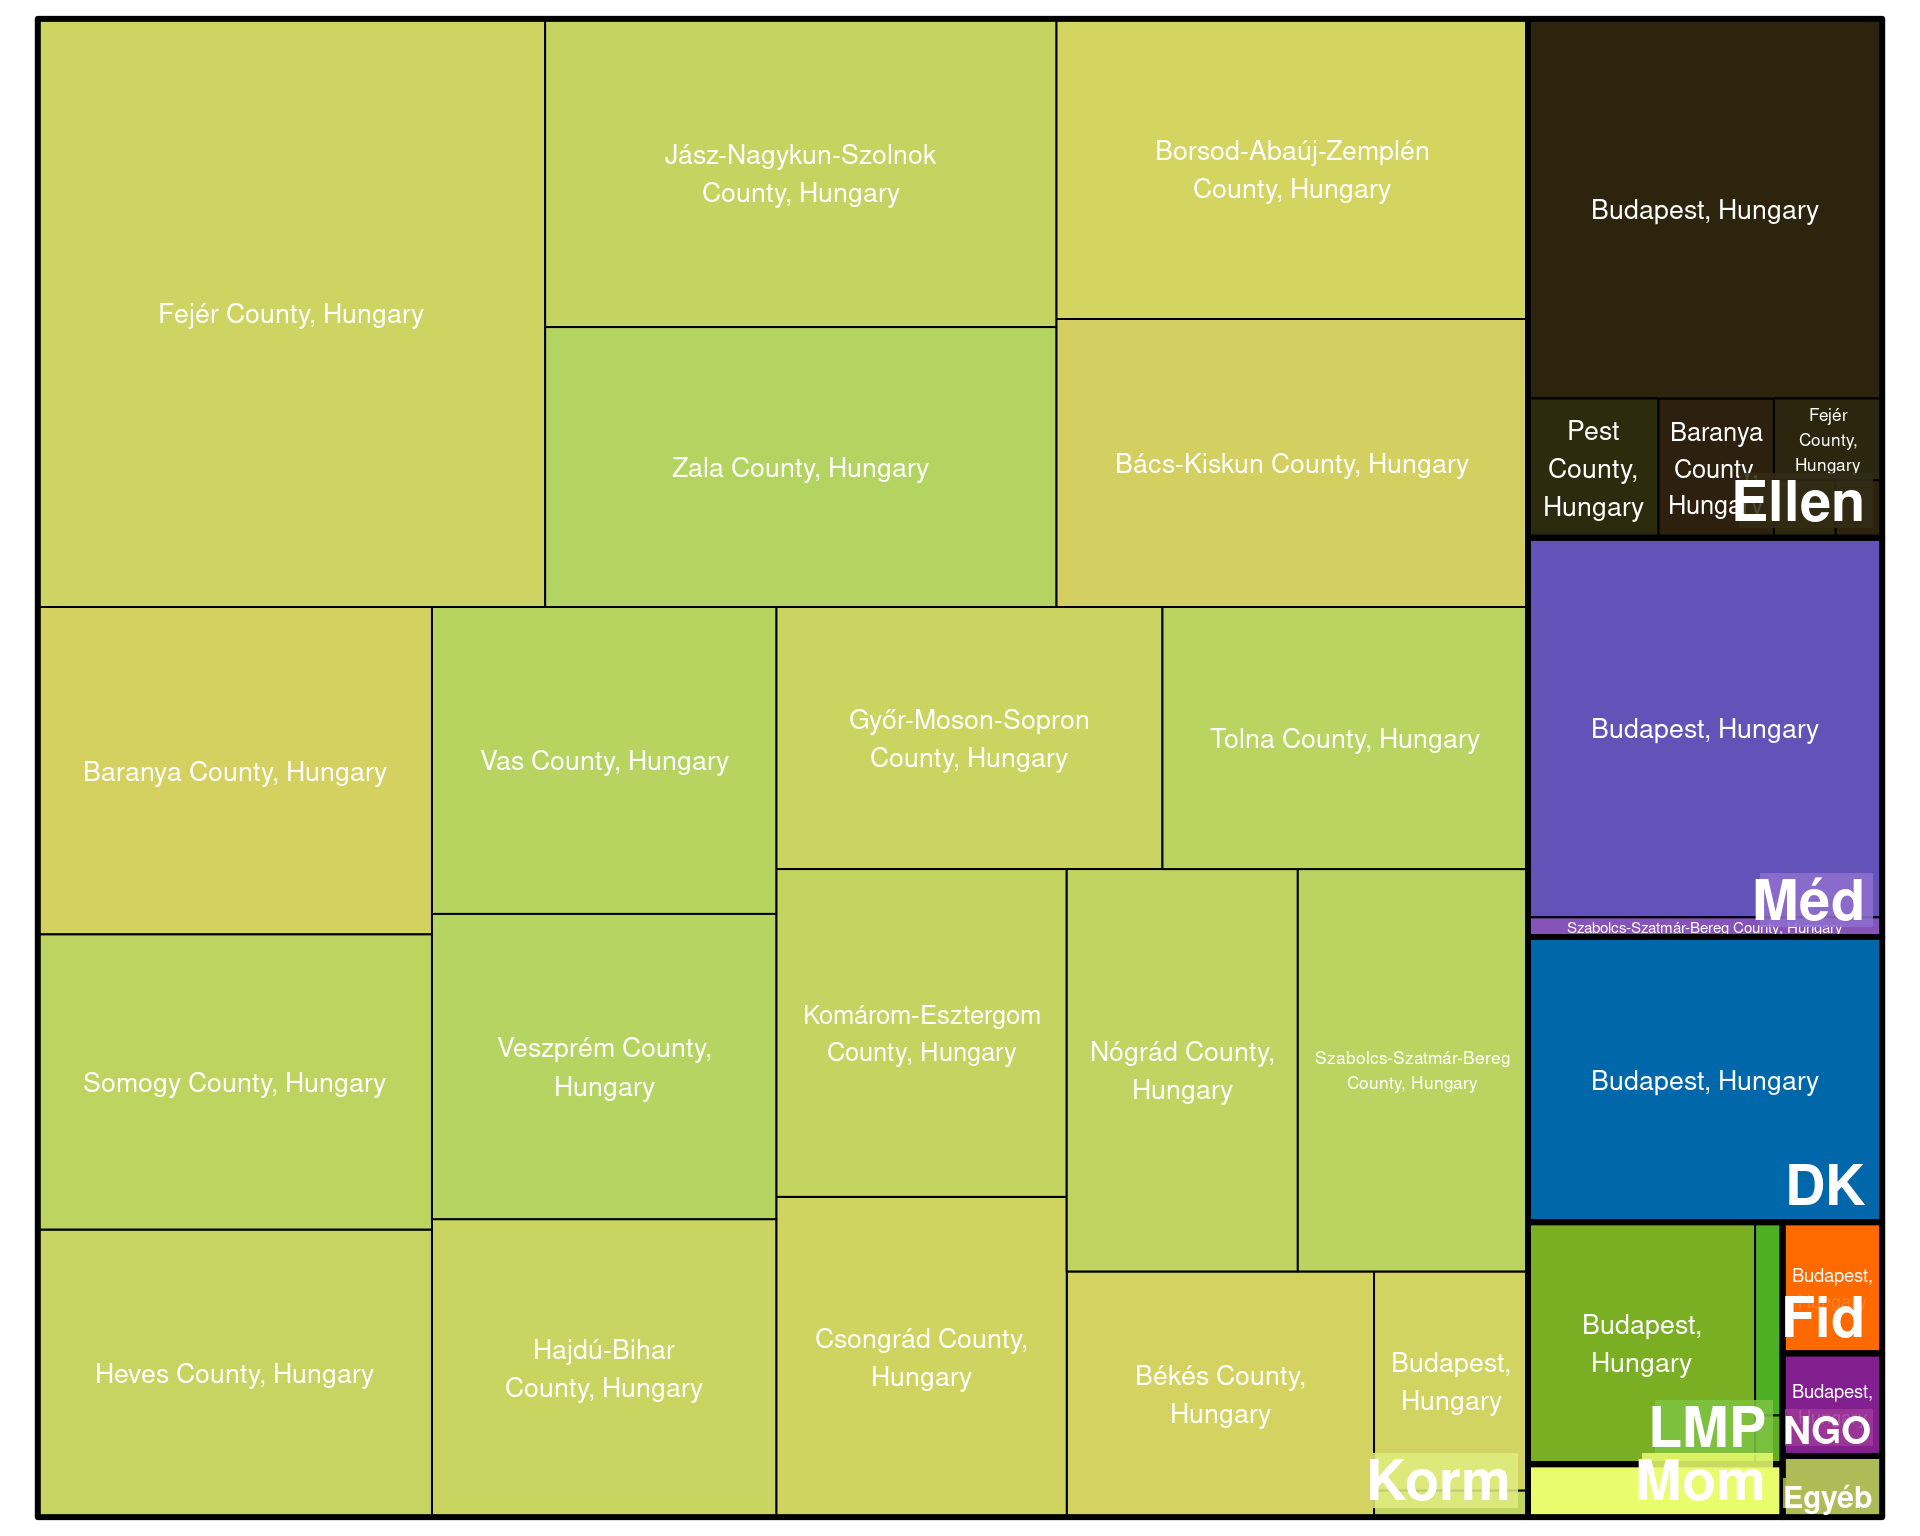 Fejér County, Hungary
Jász-Nagykun-Szolnok
County, Hungary
Borsod-Abaúj-Zemplén
County, Hungary
Zala County, Hungary
Bács-Kiskun County, Hungary
Baranya County, Hungary
Vas County, Hungary
Győr-Moson-Sopron
County, Hungary
Tolna County, Hungary
Somogy County, Hungary
Veszprém County,
Hungary
Komárom-Esztergom
County, Hungary
Nógrád County,
Hungary
Szabolcs-Szatmár-Bereg
County, Hungary
Heves County, Hungary
Hajdú-Bihar
County, Hungary
Csongrád County,
Hungary
Békés County,
Hungary
Budapest,
Hungary
Korm
Budapest, Hungary
Pest
County,
Hungary
Baranya
County,
Hungary
Fejér
County,
Hungary
Ellen
Budapest, Hungary
Szabolcs-Szatmár-Bereg County, Hungary
Méd
Budapest, Hungary
DK
Budapest,
Hungary
LMP
Mom
Budapest,
Fid
Budapest,
NGO
Egyéb